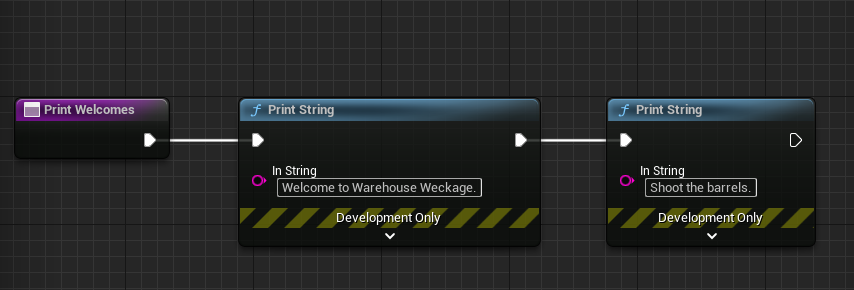 Print Welcomes
Print String
In String
Welcome to Warehouse Weckage.
Development Only
Print String
In String
Shoot the barrels.
Development Only